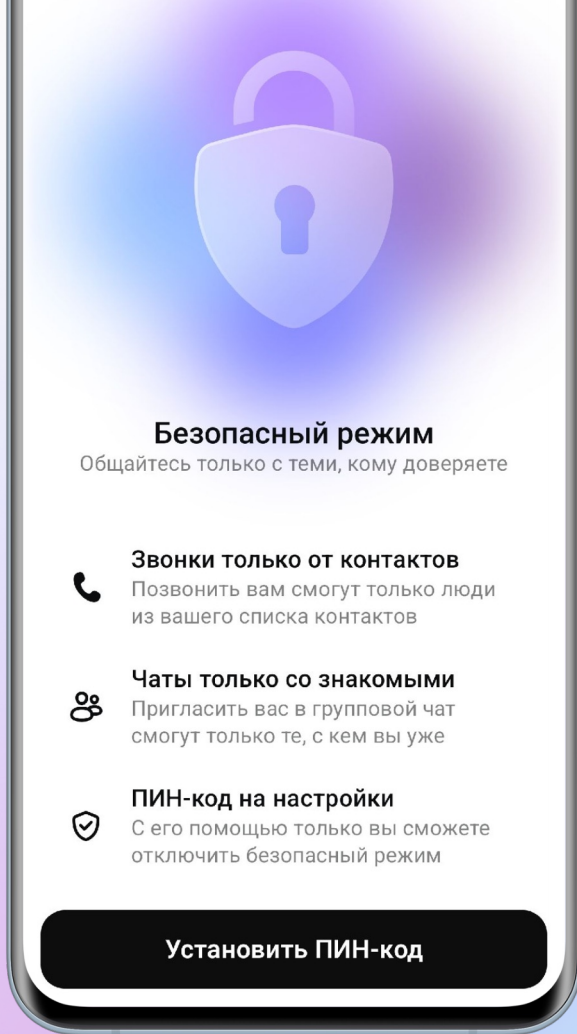 Безопасный режим
Общайтесь только с теми, кому доверяете
Звонки только от контактов
Позвонить вам смогут только люди
из вашего списка контактов
Чаты только со знакомыми
Пригласить вас в групповой чат
смогут только те, с кем вы уже
ПИН-код на настройки
С его помощью только вы сможете
отключить безопасный режим
Установить ПИН-код